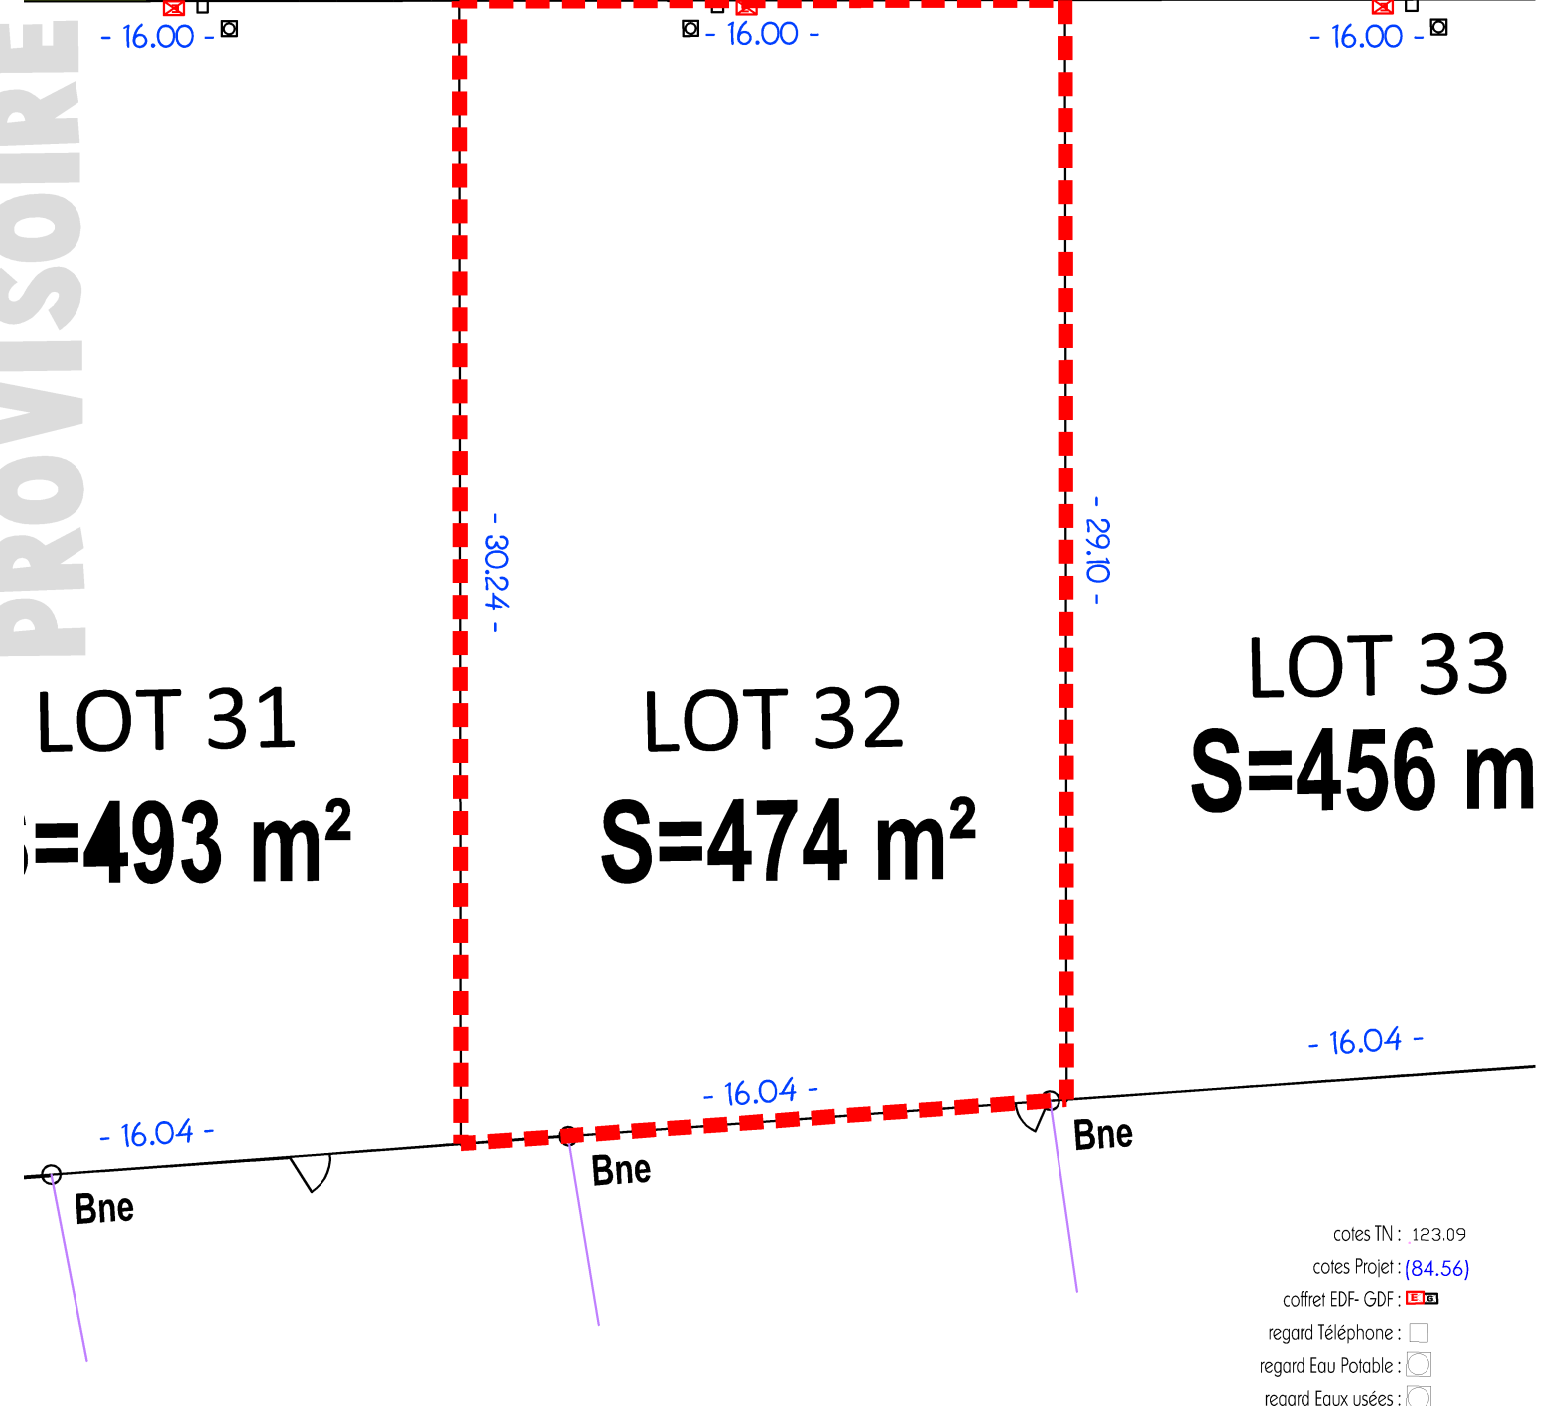 - 16.00 -
- 16.00 -
- 16.00 -
PROVISOIRE
- 30.24 -
- 29.10 -
LOT 31
=493 m²
LOT 32
S=474 m²
LOT 33
S=456 m
- 16.04 -
- 16.04 -
- 16.04 -
Bne
Bne
Bne
cotes TN : 123.09
cotes Projet : (84.56)
coffret EDF- GDF : E G
regard Téléphone :
regard Eau Potable :
regard Eaux usées :